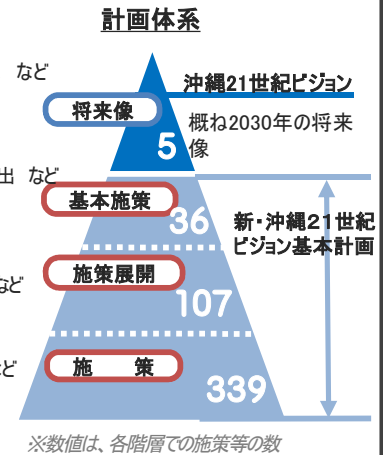 計画体系
など
沖縄21世紀ビジョン
将来像
概ね2030年の将来
像
5
出 など
基本施策
36
新・沖縄21世紀
ビジョン基本計画
など
施策展開
107
など
施 策
339
※数値は、各階層での施策等の数